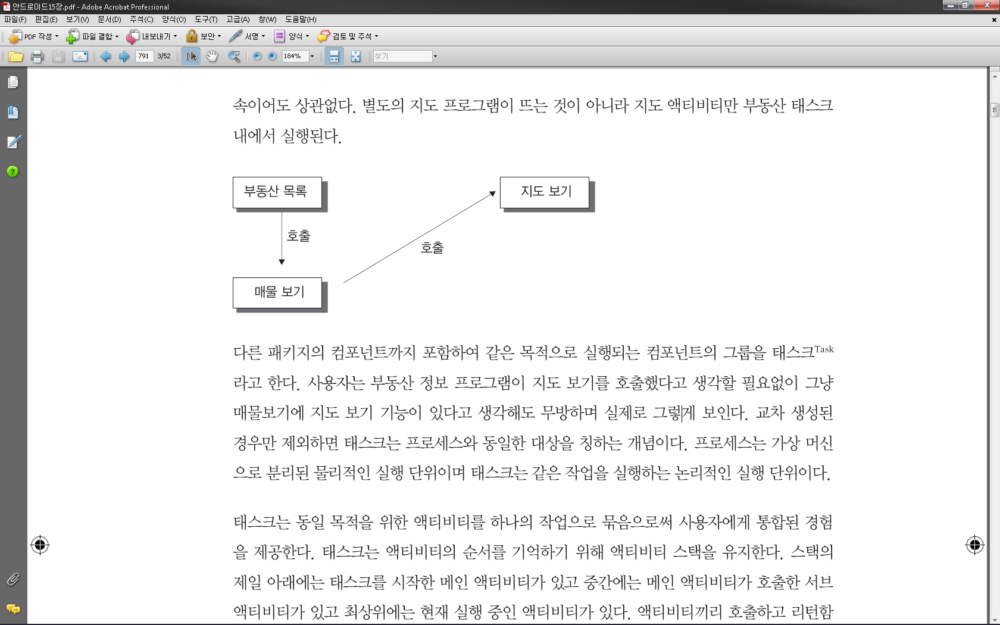 안드로이드15장.pdf - Adobe Acrobat Professional
파일(F) 편집(E) 보기(V) 문서(D) 주석(C) 양식(O) 도구(T) 고급(A) 창(W) 도움말(H)
PDF 작성 파일 결합 내보내기 보안 서명 양식 검토 및 주석
791 3/52 184% 찾기
속이어도 상관없다. 별도의 지도 프로그램이 뜨는 것이 아니라 지도 액티비티만 부동산 태스크
내에서 실행된다.
부동산 목록 지도 보기
호출
호출
매물 보기
다른 패키지의 컴포넌트까지 포함하여 같은 목적으로 실행되는 컴포넌트의 그룹을 태스크Task
라고 한다. 사용자는 부동산 정보 프로그램이 지도 보기를 호출했다고 생각할 필요없이 그냥
매물보기에 지도 보기 기능이 있다고 생각해도 무방하며 실제로 그렇게 보인다. 교차 생성된
경우만 제외하면 태스크는 프로세스와 동일한 대상을 칭하는 개념이다. 프로세스는 가상 머신
으로 분리된 물리적인 실행 단위이며 태스크는 같은 작업을 실행하는 논리적인 실행 단위이다.
태스크는 동일 목적을 위한 액티비티를 하나의 작업으로 묶음으로써 사용자에게 통합된 경험
을 제공한다. 태스크는 액티비티의 순서를 기억하기 위해 액티비티 스택을 유지한다. 스택의
제일 아래에는 태스크를 시작한 메인 액티비티가 있고 중간에는 메인 액티비티가 호출한 서브
액티비티가 있고 최상위에는 현재 실행 중인 액티비티가 있다. 액티비티끼리 호출하고 리턴함